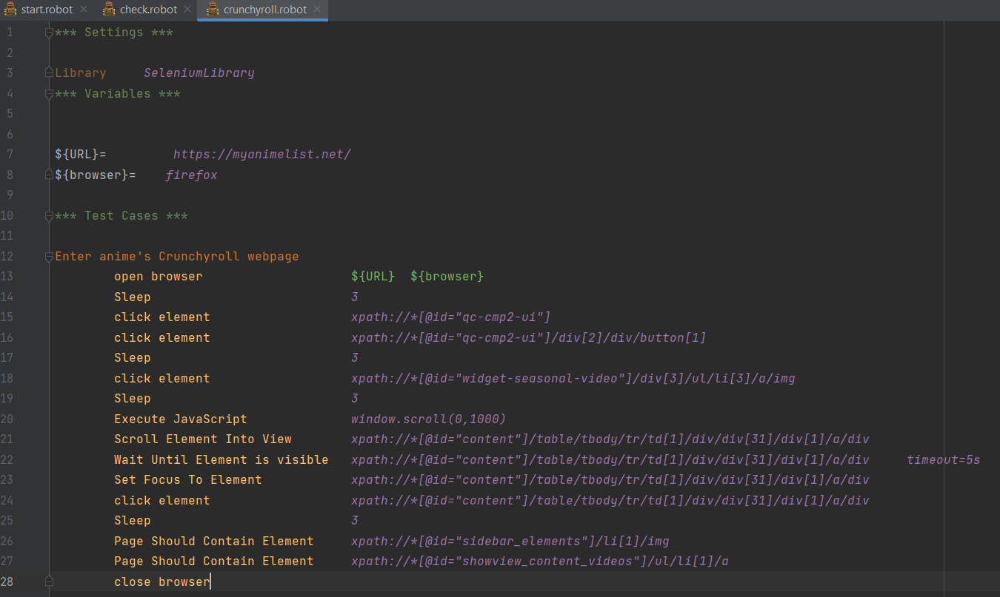 start.robot × check.robot × crunchyroll.robot ×
1 *** Settings ***
2
3 Library SeleniumLibrary
4 *** Variables ***
5
6
7 ${URL}= https://myanimelist.net/
8 ${browser}= firefox
9
10 *** Test Cases ***
11
12 Enter anime's Crunchyroll webpage
13 open browser ${URL} ${browser}
14 Sleep 3
15 click element xpath://*[@id="qc-cmp2-ui"]
16 click element xpath://*[@id="qc-cmp2-ui"]/div[2]/div/button[1]
17 Sleep 3
18 click element xpath://*[@id="widget-seasonal-video"]/div[3]/ul/li[3]/a/img
19 Sleep 3
20 Execute JavaScript window.scroll(0,1000)
21 Scroll Element Into View xpath://*[@id="content"]/table/tbody/tr/td[1]/div/div[31]/div[1]/a/div
22 Wait Until Element is visible xpath://*[@id="content"]/table/tbody/tr/td[1]/div/div[31]/div[1]/a/div timeout=5s
23 Set Focus To Element xpath://*[@id="content"]/table/tbody/tr/td[1]/div/div[31]/div[1]/a/div
24 click element xpath://*[@id="content"]/table/tbody/tr/td[1]/div/div[31]/div[1]/a/div
25 Sleep 3
26 Page Should Contain Element xpath://*[@id="sidebar_elements"]/li[1]/img
27 Page Should Contain Element xpath://*[@id="showview_content_videos"]/ul/li[1]/a
28 close browser